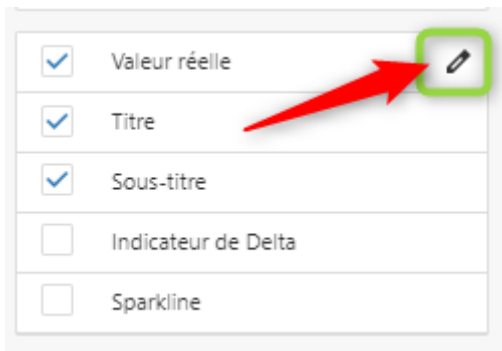 Valeur réelle
Titre
Sous-titre
Indicateur de Delta
Sparkline